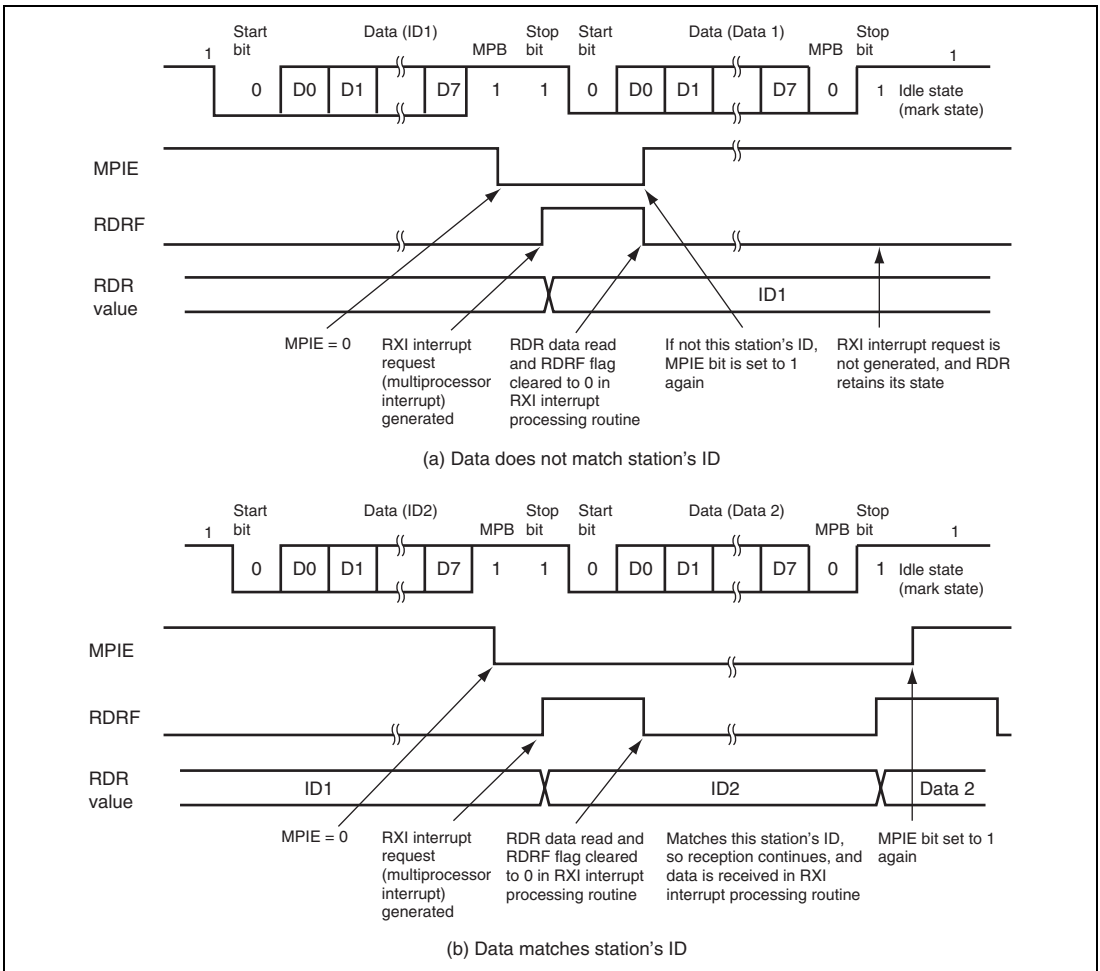 Start bit Data (ID1) MPB Stop bit Start bit Data (Data 1) MPB Stop bit
1 0 D0 D1 D7 1 1 0 D0 D1 D7 0 1 1
Idle state
(mark state)
MPIE
RDRF
RDR
value
ID1
MPIE = 0
RXI interrupt
request
(multiprocessor
interrupt)
generated
RDR data read
and RDRF flag
cleared to 0 in
RXI interrupt
processing routine
If not this station's ID,
MPIE bit is set to 1
again
RXI interrupt request is
not generated, and RDR
retains its state
(a) Data does not match station's ID
Start bit Data (ID2) MPB Stop bit Start bit Data (Data 2) MPB Stop bit
1 0 D0 D1 D7 1 1 0 D0 D1 D7 0 1 1
Idle state
(mark state)
MPIE
RDRF
RDR
value
ID1 ID2 Data 2
MPIE = 0
RXI interrupt
request
(multiprocessor
interrupt)
generated
RDR data read and
RDRF flag cleared
to 0 in RXI interrupt
processing routine
Matches this station's ID,
so reception continues, and
data is received in RXI
interrupt processing routine
MPIE bit set to 1
again
(b) Data matches station's ID